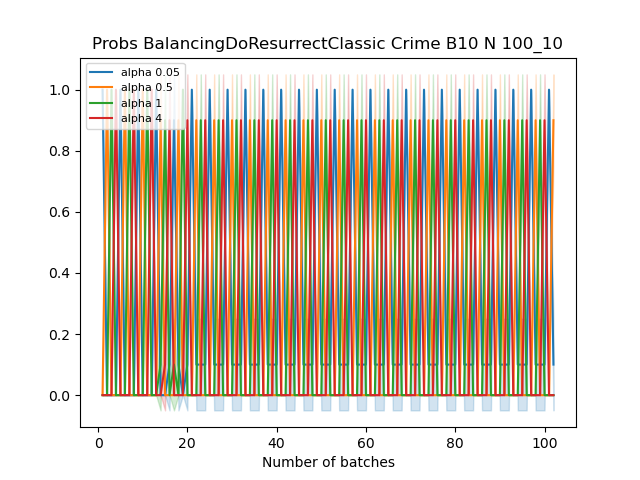 Probs BalancingDoResurrectClassic Crime B10 N 100_10
alpha 0.05
alpha 0.5
alpha 1
alpha 4
1.0
0.8
0.6
0.4
0.2
0.0
0 20 40 60 80 100
Number of batches